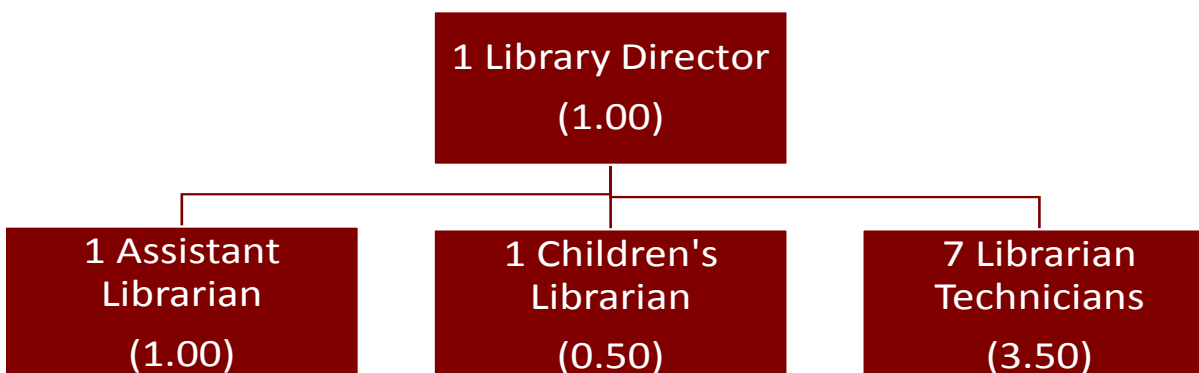 1 Library Director
(1.00)
1 Assistant
Librarian
(1.00)
1 Children's
Librarian
(0.50)
7 Librarian
Technicians
(3.50)